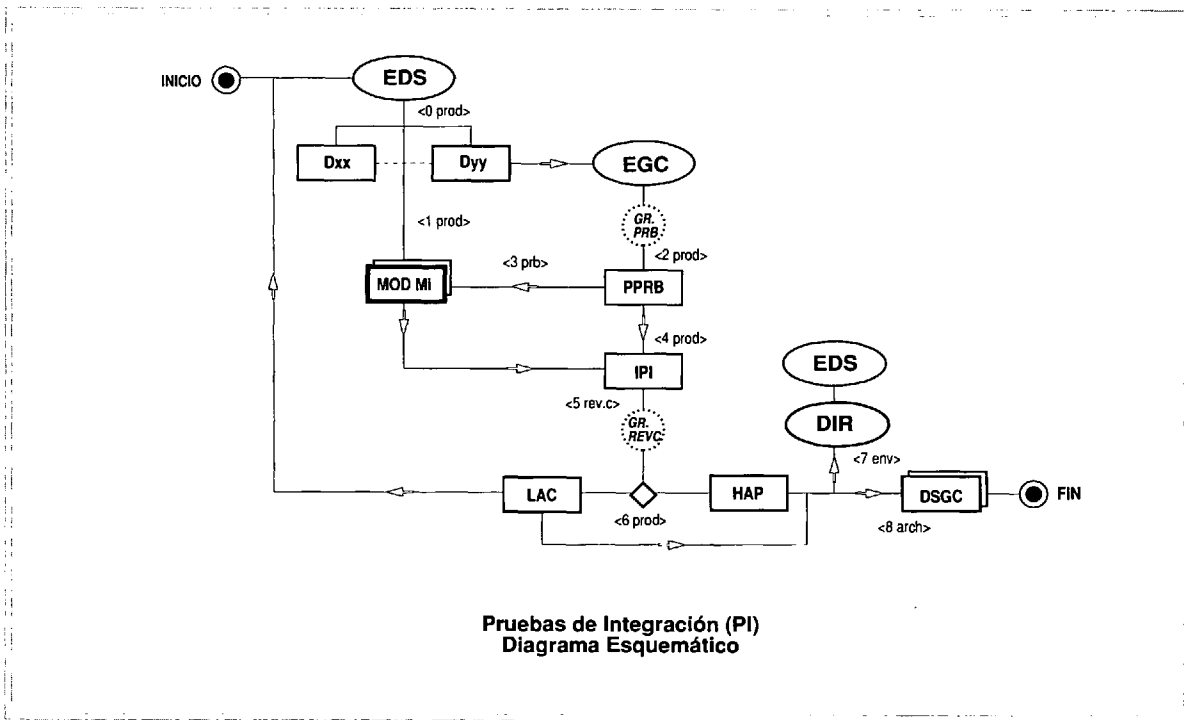 INICIO
EDS
<0 prod>
Dxx
Dyy
EGC
<1 prod>
GR.
PRB
<2 prod>
<3 prb>
MOD Mi
PPRB
<4 prod>
IPI
EDS
<5 rev.c>
GR.
REVC
DIR
<7 env>
LAC
HAP
DSGC
FIN
<6 prod>
<8 arch>
Pruebas de Integración (PI)
Diagrama Esquemático